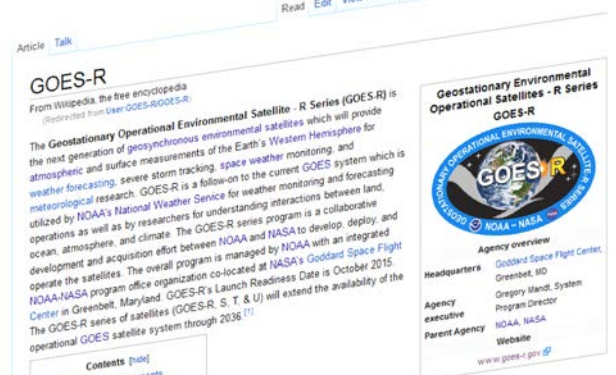 Read Edit
Article Talk
GOES-R
From Wikipedia, the free encyclopedia
(Redirected from User:GOES-R/GOES-R)
The Geostationary Operational Environmental Satellite - R Series (GOES-R) is
the next generation of geosynchronous environmental satellites which will provide
atmospheric and surface measurements of the Earth's Western Hemisphere for
weather forecasting, severe storm tracking, space weather monitoring, and
meteorological research. GOES-R is a follow-on to the current GOES system which is
utilized by NOAA's National Weather Service for weather monitoring and forecasting
operations as well as by researchers for understanding interactions between land,
ocean, atmosphere, and climate. The GOES-R series program is a collaborative
development and acquisition effort between NOAA and NASA to develop, deploy, and
operate the satellites. The overall program is managed by NOAA with an integrated
NOAA-NASA program office organization co-located at NASA's Goddard Space Flight
Center in Greenbelt, Maryland. GOES-R's Launch Readiness Date is October 2015.
The GOES-R series of satellites (GOES-R, S, T, & U) will extend the availability of the
operational GOES satellite system through 2036.[1]
Contents [hide]
Geostationary Environmental
Operational Satellites - R Series
GOES-R
GEOSTATIONARY OPERATIONAL ENVIRONMENTAL SATELLITE-R SERIES
GOES R
NOAA - NASA
Agency overview
Headquarters Goddard Space Flight Center,
Greenbelt, MD
Agency executive Gregory Mandt, System
Program Director
Parent Agency NOAA, NASA
Website
www.goes-r.gov